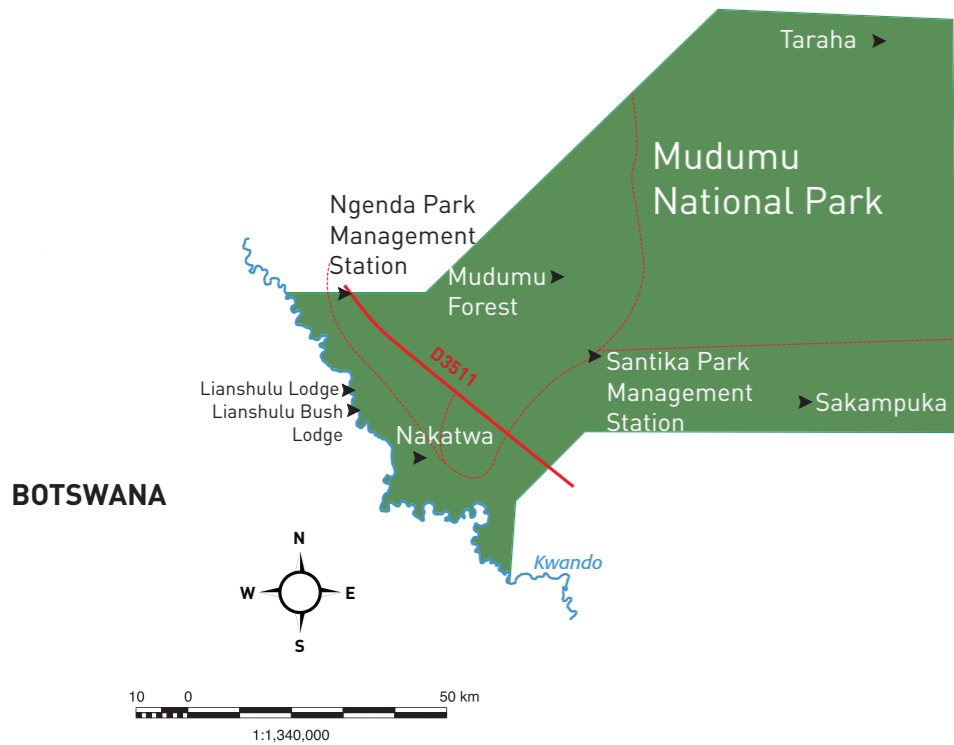 Taraha
Mudumu
National Park
Ngenda Park
Management
Station
Mudumu
Forest
D3511
Santika Park
Management
Station
Lianshulu Lodge
Lianshulu Bush
Lodge
Sakampuka
Nakatwa
BOTSWANA
Kwando
N
W
E
S
10 0 50 km
1:1,340,000